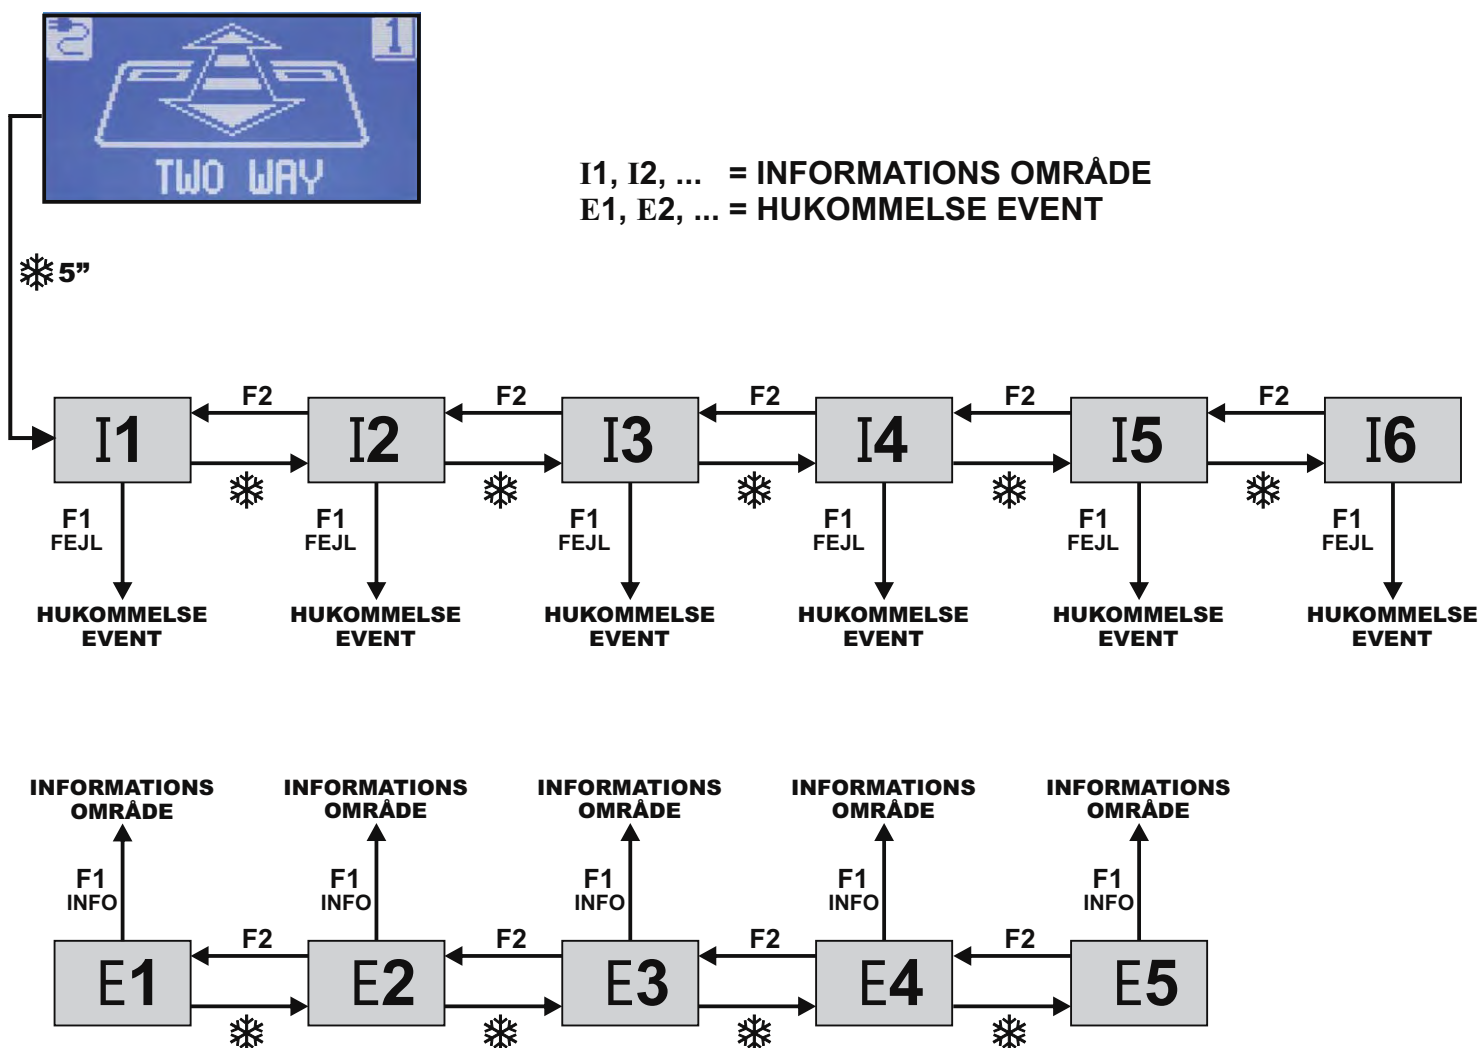 1
TWO WAY
I1, I2, ... = INFORMATIONS OMRÅDE
E1, E2, ... = HUKOMMELSE EVENT
5”
F2 F2 F2 F2 F2
I1 I2 I3 I4 I5 I6
F1 F1 F1 F1 F1 F1
FEJL FEJL FEJL FEJL FEJL FEJL
HUKOMMELSE HUKOMMELSE HUKOMMELSE HUKOMMELSE HUKOMMELSE HUKOMMELSE
EVENT EVENT EVENT EVENT EVENT EVENT
INFORMATIONS INFORMATIONS INFORMATIONS INFORMATIONS INFORMATIONS
OMRÅDE OMRÅDE OMRÅDE OMRÅDE OMRÅDE
F1 F1 F1 F1 F1
INFO INFO INFO INFO INFO
F2 F2 F2 F2
E1 E2 E3 E4 E5